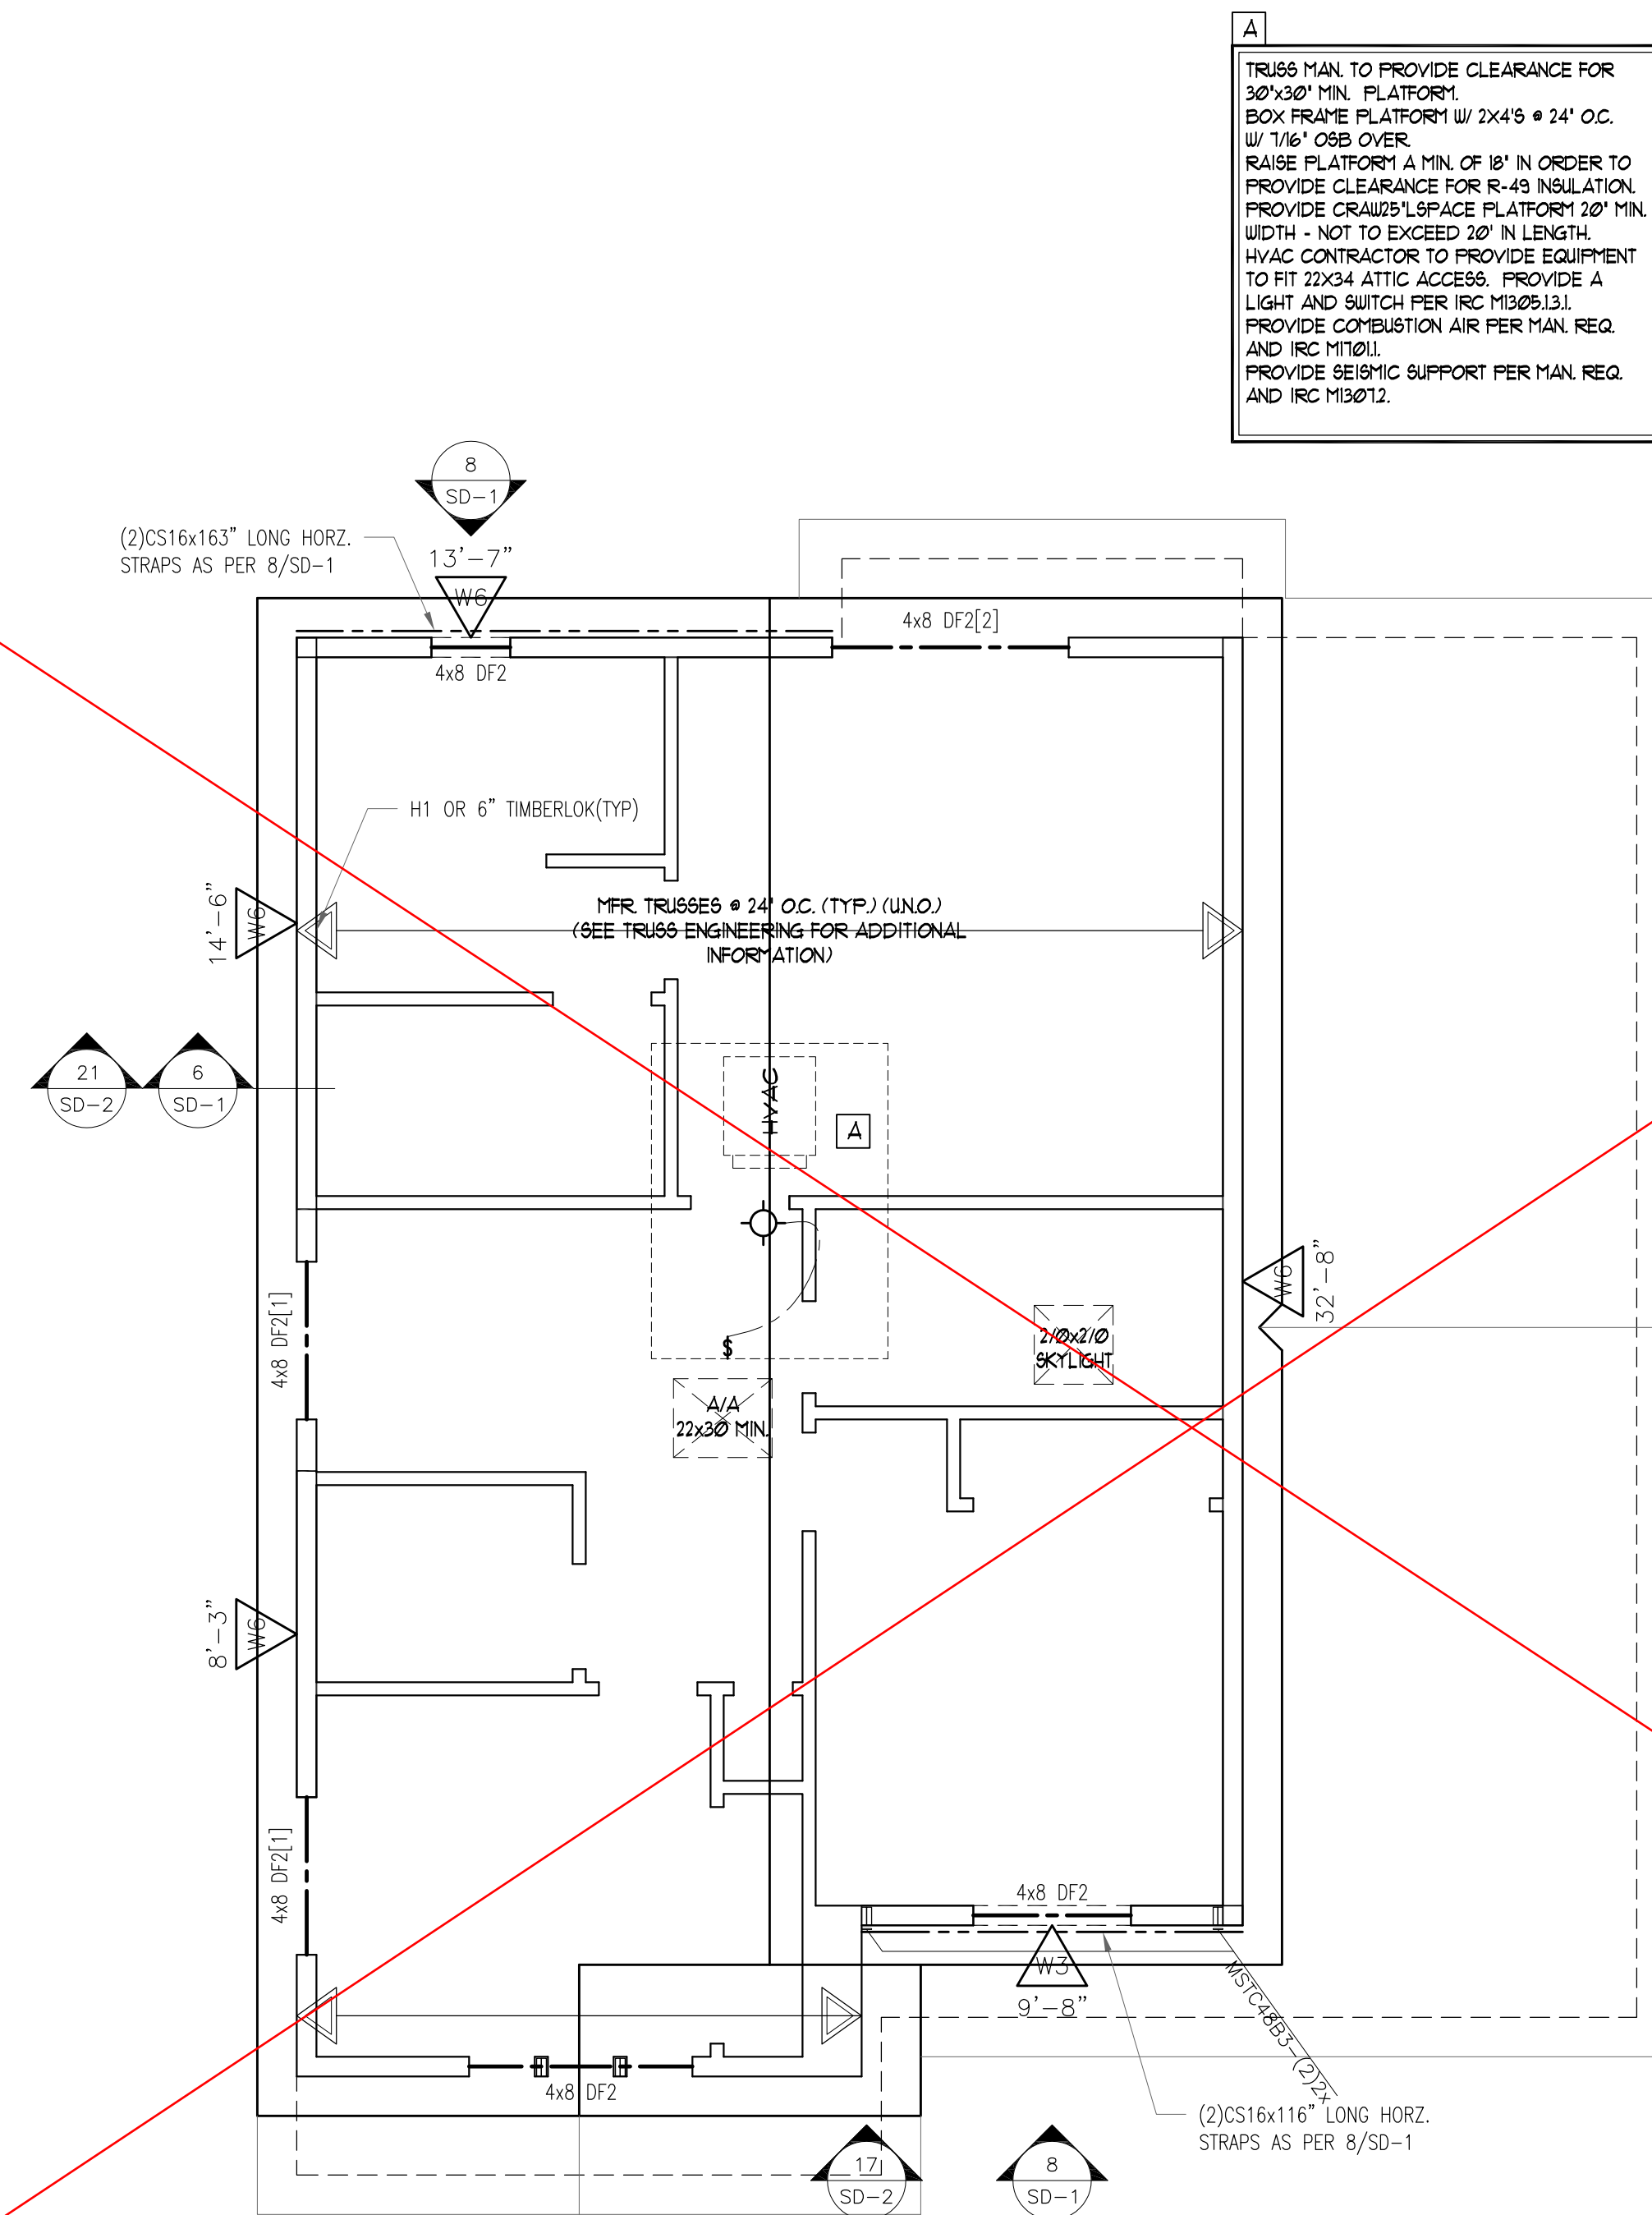 A
TRUSS MAN. TO PROVIDE CLEARANCE FOR
30"x30" MIN. PLATFORM.
BOX FRAME PLATFORM W/ 2X4'S @ 24" O.C.
W/ 7/16" OSB OVER.
RAISE PLATFORM A MIN. OF 18" IN ORDER TO
PROVIDE CLEARANCE FOR R-49 INSULATION.
PROVIDE CRAW25"LSPACE PLATFORM 20" MIN.
WIDTH - NOT TO EXCEED 20' IN LENGTH.
HVAC CONTRACTOR TO PROVIDE EQUIPMENT
TO FIT 22X34 ATTIC ACCESS. PROVIDE A
LIGHT AND SWITCH PER IRC M1305.1.3.1.
PROVIDE COMBUSTION AIR PER MAN. REQ.
AND IRC M1701.1.
PROVIDE SEISMIC SUPPORT PER MAN. REQ.
AND IRC M1307.2.
8
SD-1
(2)CS16x163" LONG HORZ.
STRAPS AS PER 8/SD-1
13'-7"
W6
4x8 DF2[2]
4x8 DF2
H1 OR 6" TIMBERLOK(TYP)
14'-6"
W6
MFR. TRUSSES @ 24" O.C. (TYP.) (U.N.O.)
(SEE TRUSS ENGINEERING FOR ADDITIONAL
INFORMATION)
21
SD-2
6
SD-1
HVAC
A
W6
32'-8"
4x8 DF2[1]
$
2/0x2/0
SKYLIGHT
A/A
22x30 MIN.
8'-3"
W6
4x8 DF2[1]
4x8 DF2
W3
9'-8"
MSTC48B3-(2)2x
4x8 DF2
(2)CS16x116" LONG HORZ.
STRAPS AS PER 8/SD-1
17
SD-2
8
SD-1